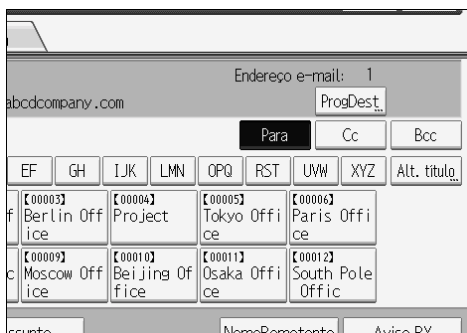 Endereço e-mail: 1
abcdcompany.com
ProgDest
Para Cc Bcc
EF GH IJK LMN OPQ RST UVW XYZ Alt. título
【00003】 【00004】 【00005】 【00006】
f Berlin Off Project Tokyo Offi Paris Offi
ice ce ce
【00009】 【00010】 【00011】 【00012】
c Moscow Off Beijing Of Osaka Offi South Pole
ice fice ce Offic
NomeRemetente Aviso RX